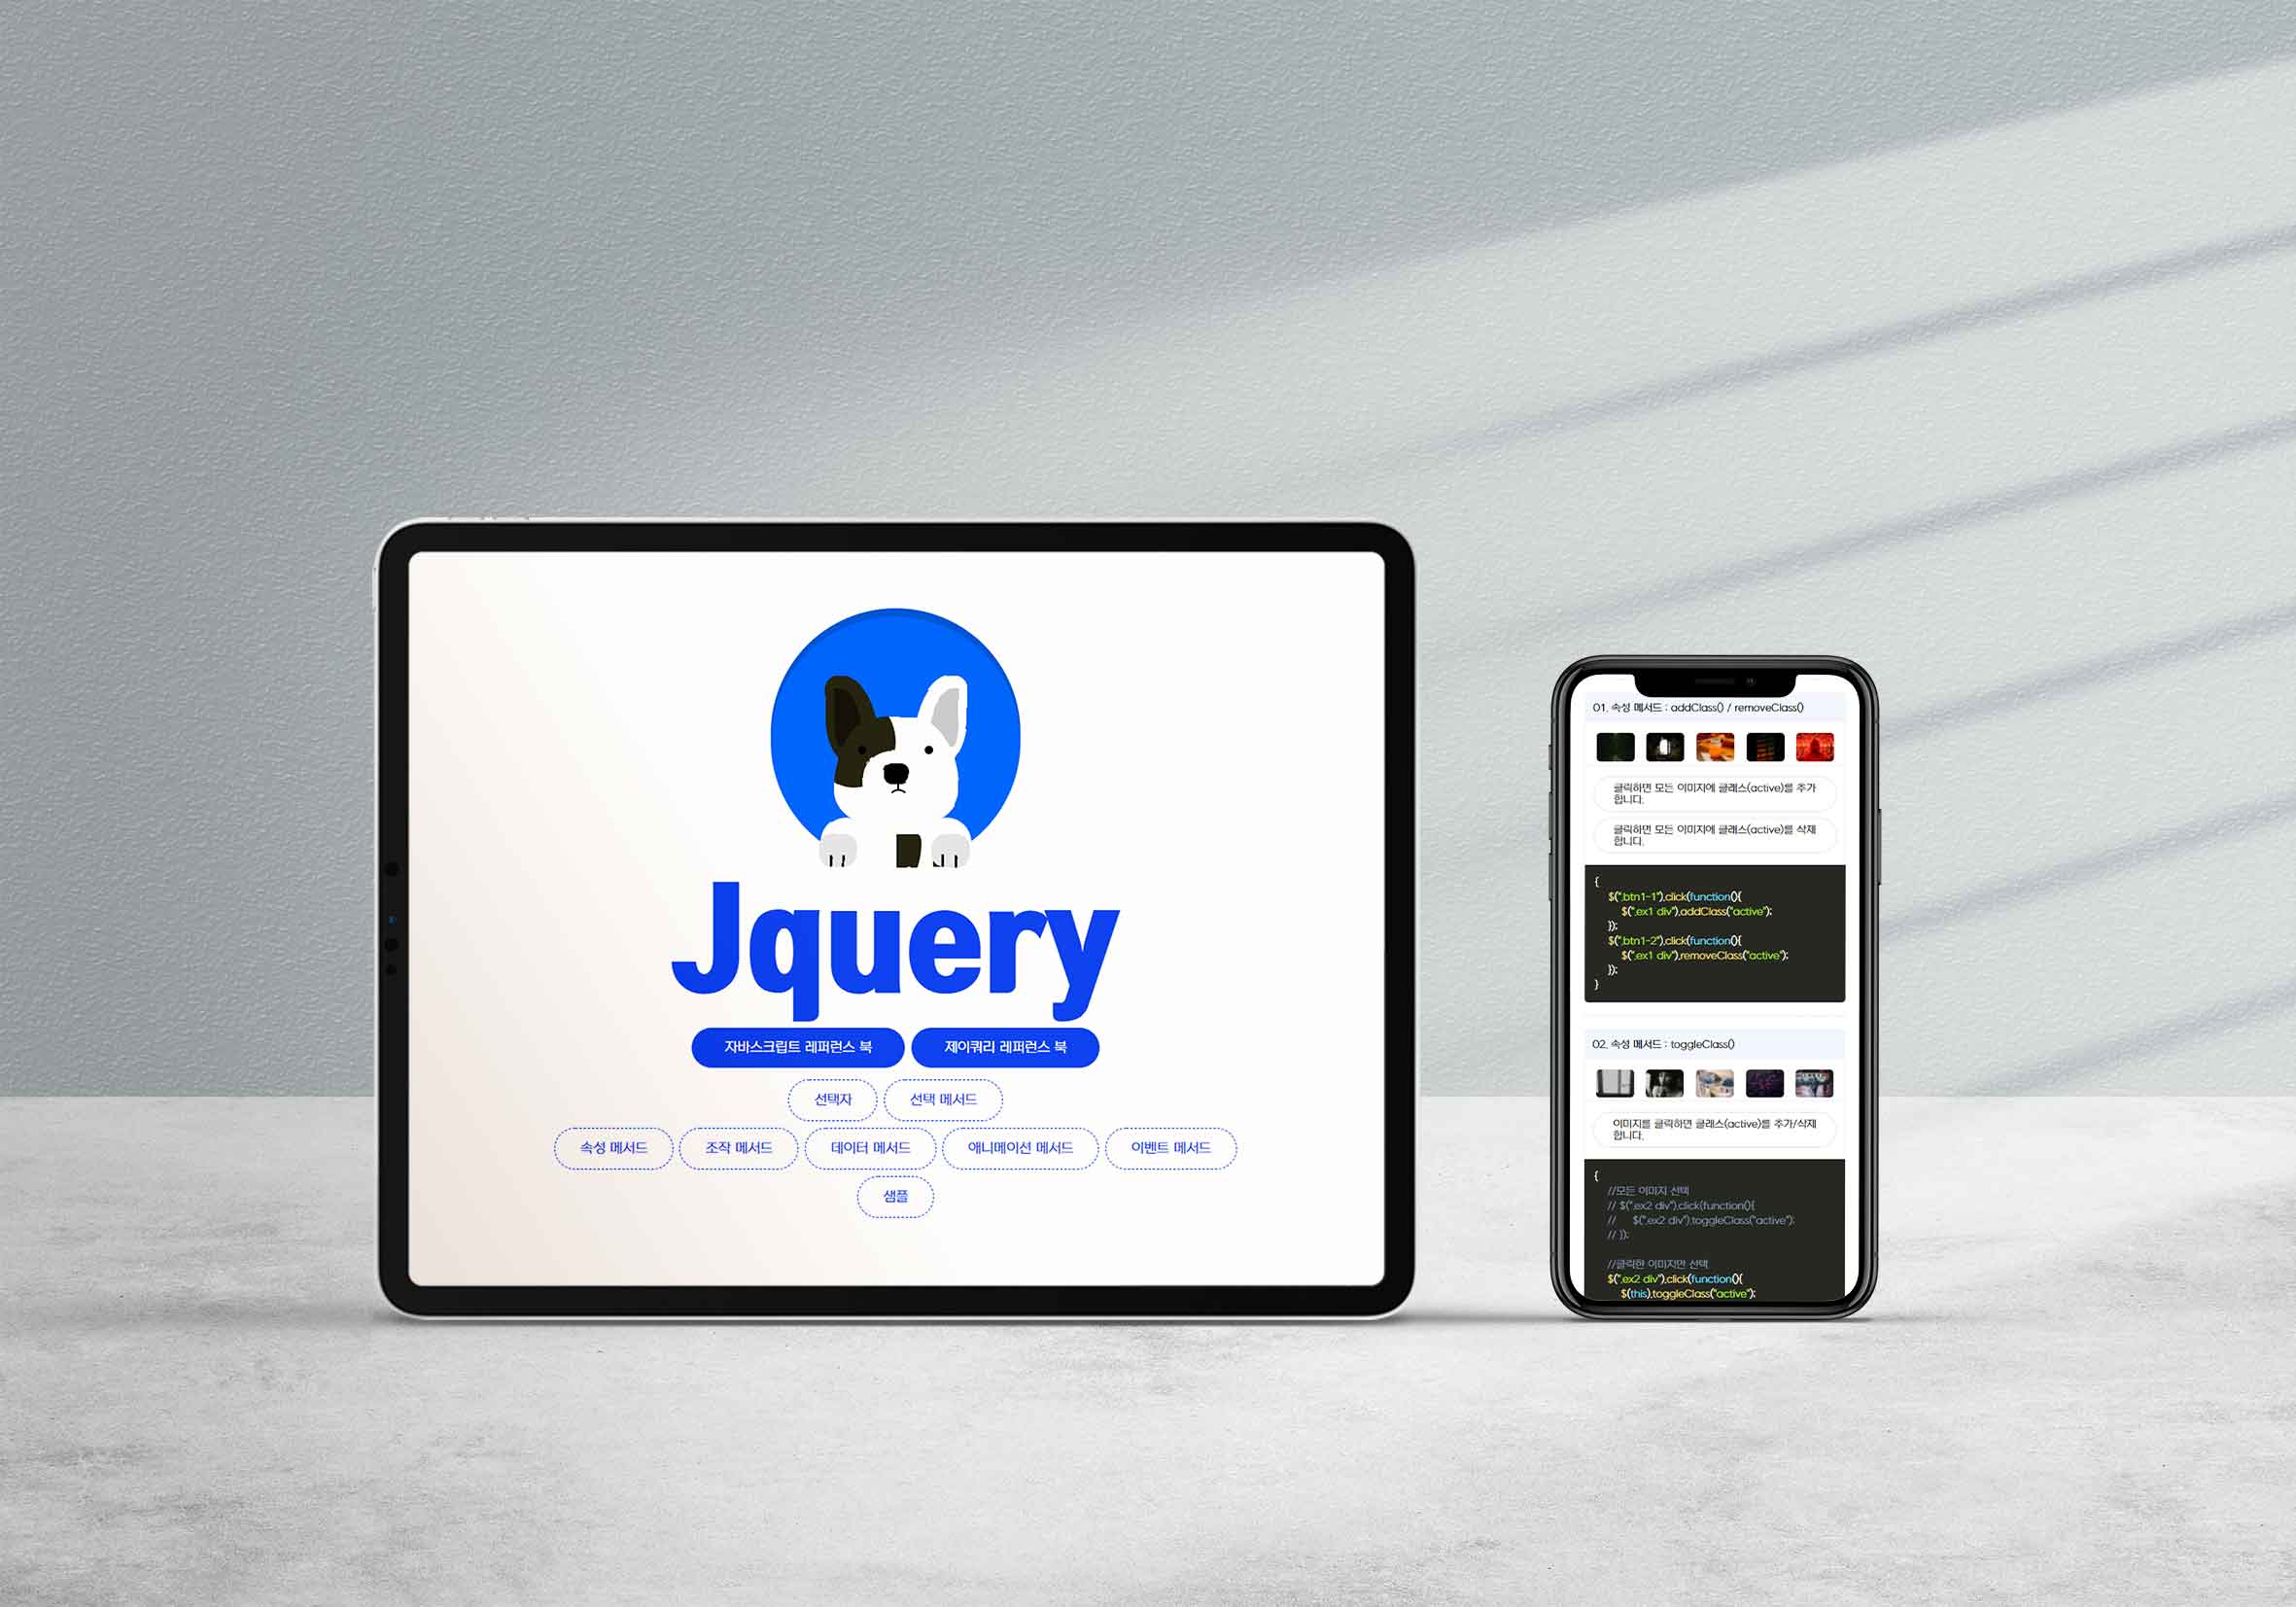 Jquery
자바스크립트 레퍼런스 북 제이쿼리 레퍼런스 북
선택자 선택 메서드
속성 메서드 조작 메서드 데이터 메서드 애니메이션 메서드 이벤트 메서드
샘플
01. 속성 메서드 : addClass() / removeClass()
클릭하면 모든 이미지에 클래스(active)를 추가
합니다.
클릭하면 모든 이미지에 클래스(active)를 삭제
합니다.
{
$(".btn1-1").click(function(){
$(".ex1 div").addClass("active");
});
$(".btn1-2").click(function(){
$(".ex1 div").removeClass("active");
});
}
02. 속성 메서드 : toggleClass()
이미지를 클릭하면 클래스(active)를 추가/삭제
합니다.
{
//모든 이미지 선택
// $(".ex2 div").click(function(){
// $(".ex2 div").toggleClass("active");
// });
//클릭한 이미지만 선택
$(".ex2 div").click(function(){
$(this).toggleClass("active");